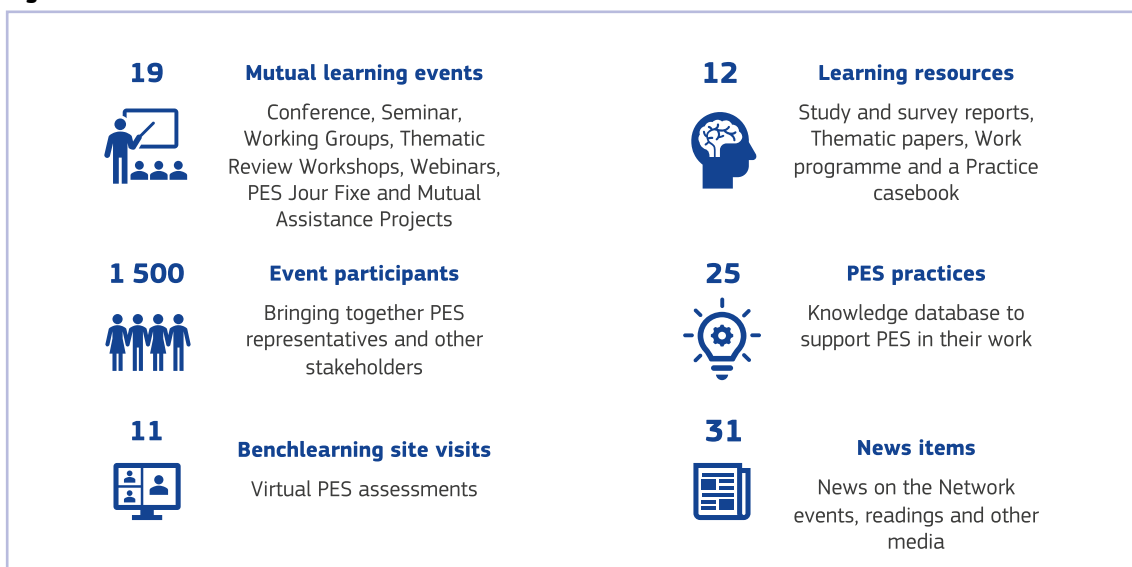 19
Mutual learning events
Conference, Seminar,
Working Groups, Thematic
Review Workshops, Webinars,
PES Jour Fixe and Mutual
Assistance Projects
12
Learning resources
Study and survey reports,
Thematic papers, Work
programme and a Practice
casebook
1 500
Event participants
Bringing together PES
representatives and other
stakeholders
25
PES practices
Knowledge database to
support PES in their work
11
Benchlearning site visits
Virtual PES assessments
31
News items
News on the Network
events, readings and other
media